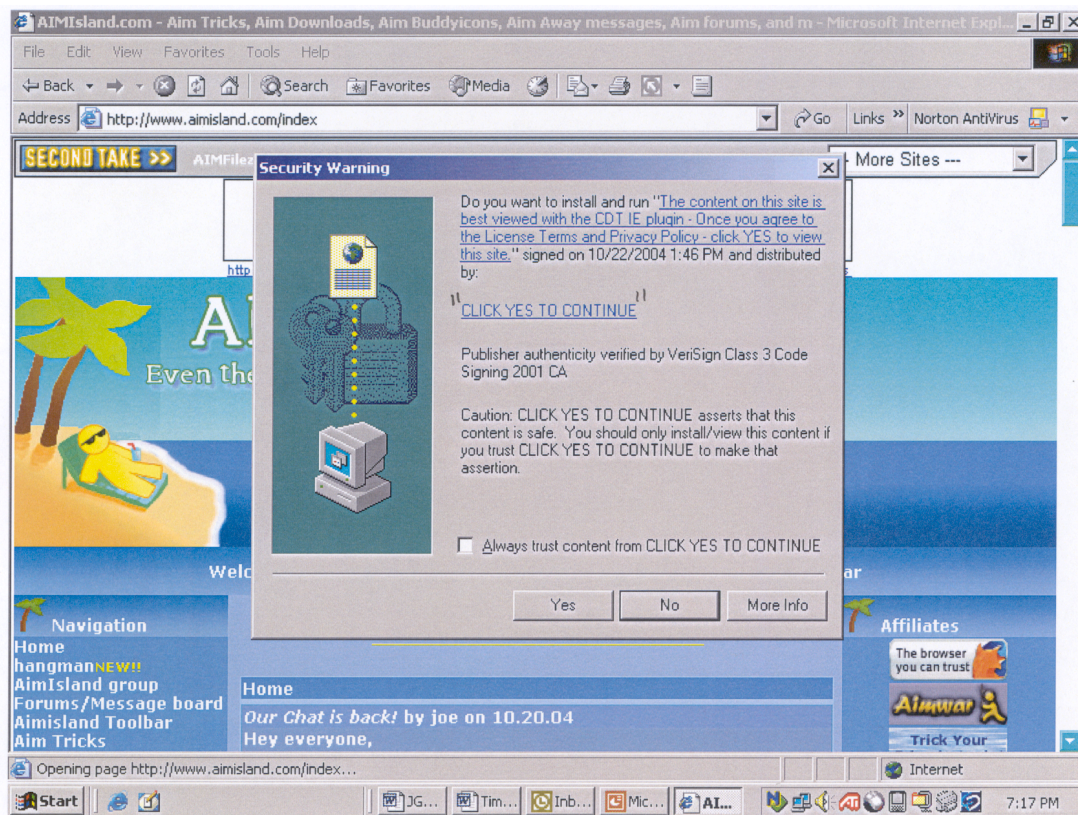 AIMIsland.com - Aim Tricks, Aim Downloads, Aim Buddyicons, Aim Away messages, Aim forums, and m - Microsoft Internet Expl...
File Edit View Favorites Tools Help
Back Search Favorites Media
Address http://www.aimisland.com/index Go Links >> Norton AntiVirus
SECOND TAKE >> AIMFilez - More Sites ---
Security Warning
Do you want to install and run "The content on this site is
best viewed with the CDT IE plugin - Once you agree to
the License Terms and Privacy Policy - click YES to view
this site." signed on 10/22/2004 1:46 PM and distributed
by:
"CLICK YES TO CONTINUE"
Publisher authenticity verified by VeriSign Class 3 Code
Signing 2001 CA
Caution: CLICK YES TO CONTINUE asserts that this
content is safe. You should only install/view this content if
you trust CLICK YES TO CONTINUE to make that
assertion.
Always trust content from CLICK YES TO CONTINUE
Yes No More Info
http
Even the
Navigation
Home
hangmanNEW!!
AimIsland group
Forums/Message board
Aimisland Toolbar
Aim Tricks
Home
Our Chat is back! by joe on 10.20.04
Hey everyone,
Affiliates
The browser
you can trust
Aimwar
Trick Your
Opening page http://www.aimisland.com/index... Internet
Start JG... Tim... Inb... Mic... AI... 7:17 PM